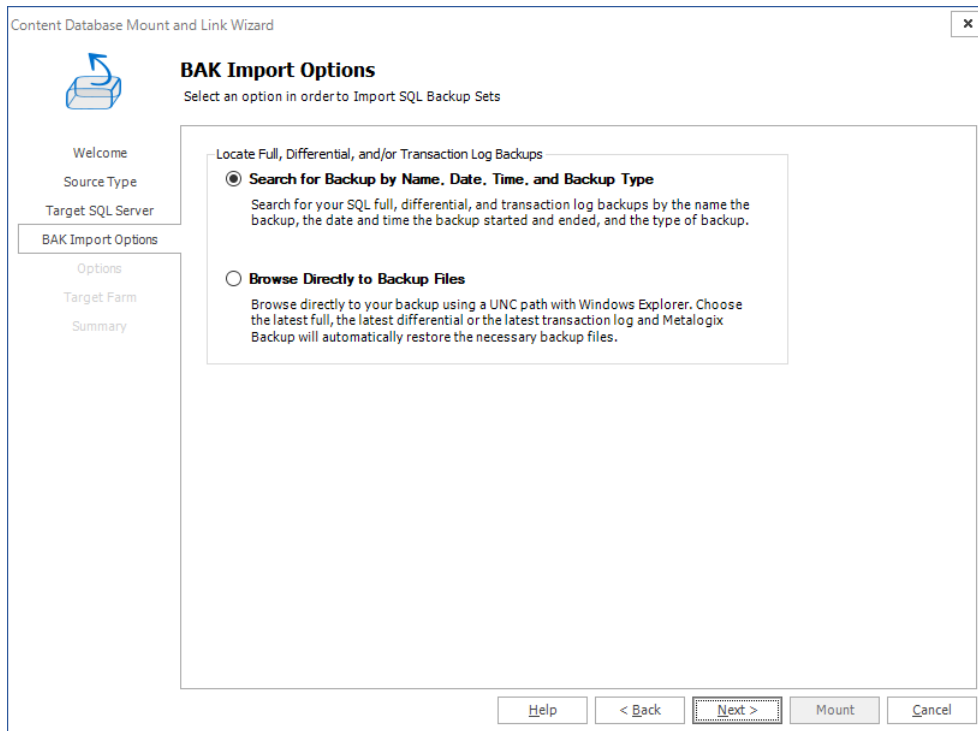 Content Database Mount and Link Wizard
BAK Import Options
Select an option in order to Import SQL Backup Sets
Welcome
Source Type
Target SQL Server
BAK Import Options
Options
Target Farm
Summary
Locate Full, Differential, and/or Transaction Log Backups
Search for Backup by Name, Date, Time, and Backup Type
Search for your SQL full, differential, and transaction log backups by the name the
backup, the date and time the backup started and ended, and the type of backup.
Browse Directly to Backup Files
Browse directly to your backup using a UNC path with Windows Explorer. Choose
the latest full, the latest differential or the latest transaction log and Metalogix
Backup will automatically restore the necessary backup files.
Help
< Back
Next >
Mount
Cancel